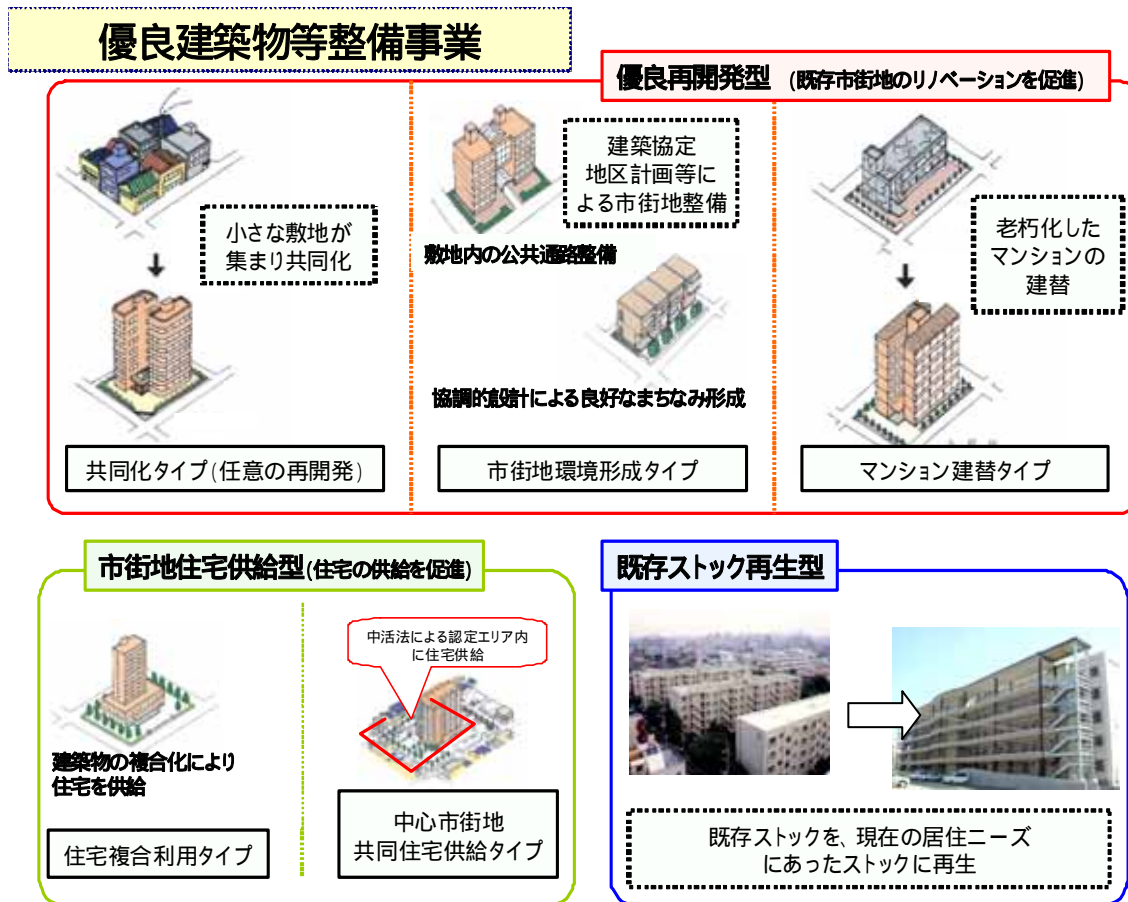 優良建築物等整備事業
優良再開発型 (既存市街地のリノベーションを促進)
小さな敷地が
集まり共同化
共同化タイプ(任意の再開発)
建築協定
地区計画等に
よる市街地整備
敷地内の公共通路整備
協調的設計による良好なまちなみ形成
市街地環境形成タイプ
老朽化した
マンションの
建替
マンション建替タイプ
市街地住宅供給型(住宅の供給を促進)
建築物の複合化により
住宅を供給
住宅複合利用タイプ
中活法による認定エリア内
に住宅供給
中心市街地
共同住宅供給タイプ
既存ストック再生型
既存ストックを、現在の居住ニーズ
にあったストックに再生